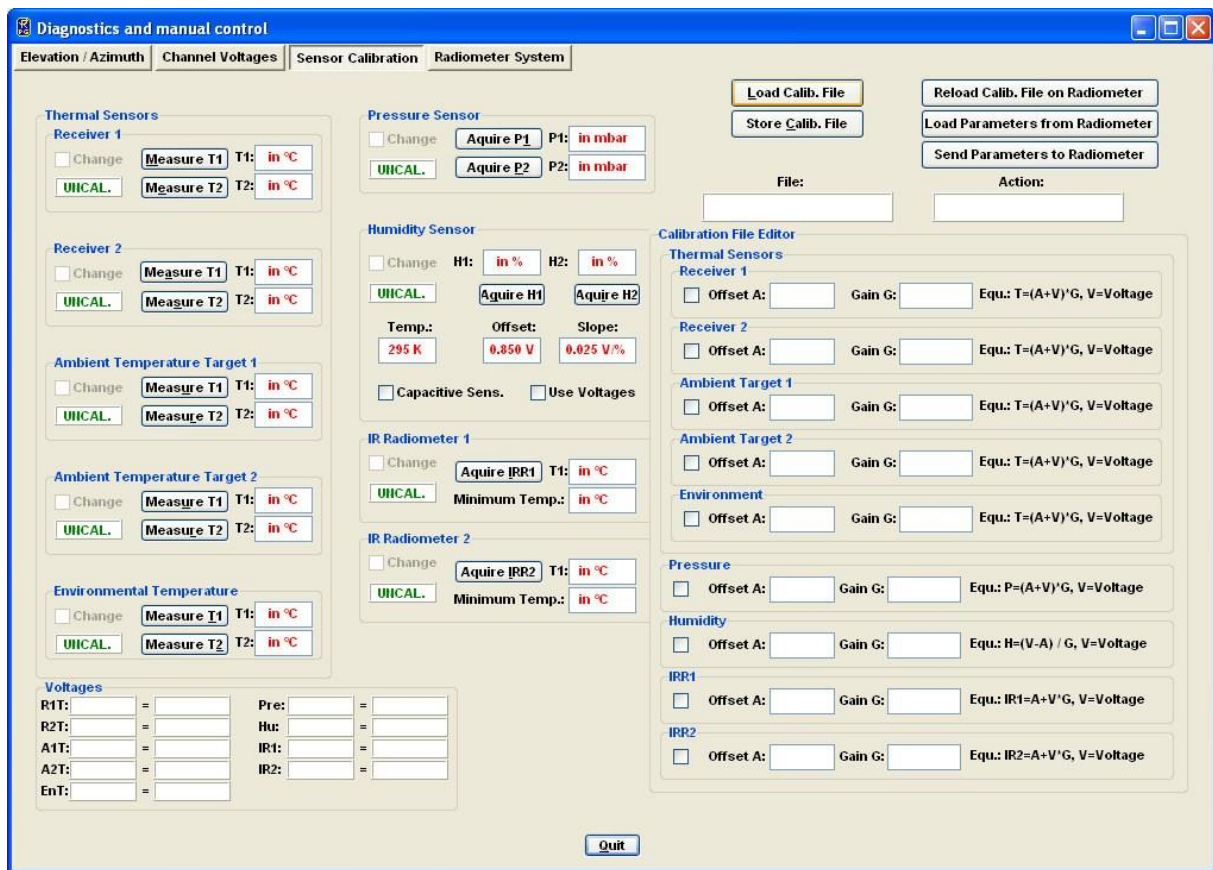 Diagnostics and manual control
Elevation / Azimuth Channel Voltages Sensor Calibration Radiometer System
Load Calib. File Reload Calib. File on Radiometer
Store Calib. File Load Parameters from Radiometer
Send Parameters to Radiometer
File: Action:
Thermal Sensors
Receiver 1
Change Measure T1 T1: in °C
UNCAL. Measure T2 T2: in °C
Receiver 2
Change Measure T1 T1: in °C
UNCAL. Measure T2 T2: in °C
Ambient Temperature Target 1
Change Measure T1 T1: in °C
UNCAL. Measure T2 T2: in °C
Ambient Temperature Target 2
Change Measure T1 T1: in °C
UNCAL. Measure T2 T2: in °C
Environmental Temperature
Change Measure T1 T1: in °C
UNCAL. Measure T2 T2: in °C
Pressure Sensor
Change Aquire P1 P1: in mbar
UNCAL. Aquire P2 P2: in mbar
Humidity Sensor
Change H1: in % H2: in %
UNCAL. Aquire H1 Aquire H2
Temp.: Offset: Slope:
295 K 0.850 V 0.025 V/%
Capacitive Sens. Use Voltages
IR Radiometer 1
Change Aquire IRR1 T1: in °C
UNCAL. Minimum Temp.: in °C
IR Radiometer 2
Change Aquire IRR2 T1: in °C
UNCAL. Minimum Temp.: in °C
Calibration File Editor
Thermal Sensors
Receiver 1
Offset A: Gain G: Equ.: T=(A+V)*G, V=Voltage
Receiver 2
Offset A: Gain G: Equ.: T=(A+V)*G, V=Voltage
Ambient Target 1
Offset A: Gain G: Equ.: T=(A+V)*G, V=Voltage
Ambient Target 2
Offset A: Gain G: Equ.: T=(A+V)*G, V=Voltage
Environment
Offset A: Gain G: Equ.: T=(A+V)*G, V=Voltage
Pressure
Offset A: Gain G: Equ.: P=(A+V)*G, V=Voltage
Humidity
Offset A: Gain G: Equ.: H=(V-A) / G, V=Voltage
IRR1
Offset A: Gain G: Equ.: IR1=A+V*G, V=Voltage
IRR2
Offset A: Gain G: Equ.: IR2=A+V*G, V=Voltage
Voltages
R1T: = Pre: =
R2T: = Hu: =
A1T: = IR1: =
A2T: = IR2: =
EnT: =
Quit